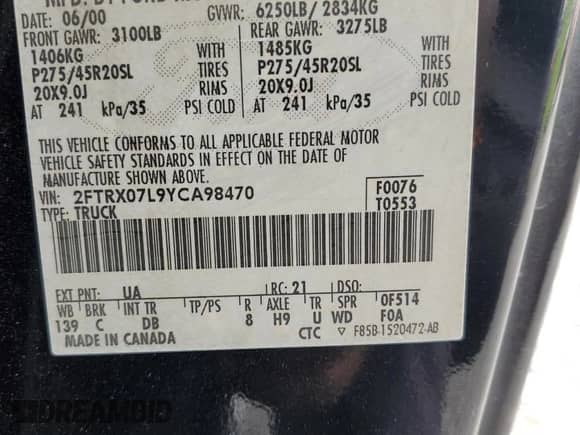 DATE: 06/00 GVWR: 6250LB/ 2834KG
FRONT GAWR: 3100LB REAR GAWR: 3275LB
1406KG WITH 1485KG WITH
P275/45R20SL TIRES P275/45R20SL TIRES
20X9.0J RIMS 20X9.0J RIMS
AT 241 kPa/35 PSI COLD AT 241 kPa/35 PSI COLD
THIS VEHICLE CONFORMS TO ALL APPLICABLE FEDERAL MOTOR
VEHICLE SAFETY STANDARDS IN EFFECT ON THE DATE OF
MANUFACTURE SHOWN ABOVE.
VIN: 2FTRX07L9YCA98470 F0076
TYPE: TRUCK T0553
EXT PNT: UA RC: 21 DSO:
WB BRK INT TR TP/PS R AXLE TR SPR 0F514
139 C DB 8 H9 U WD F0A
MADE IN CANADA CTC ▽ F85B-1520472-AB
DREAMBID